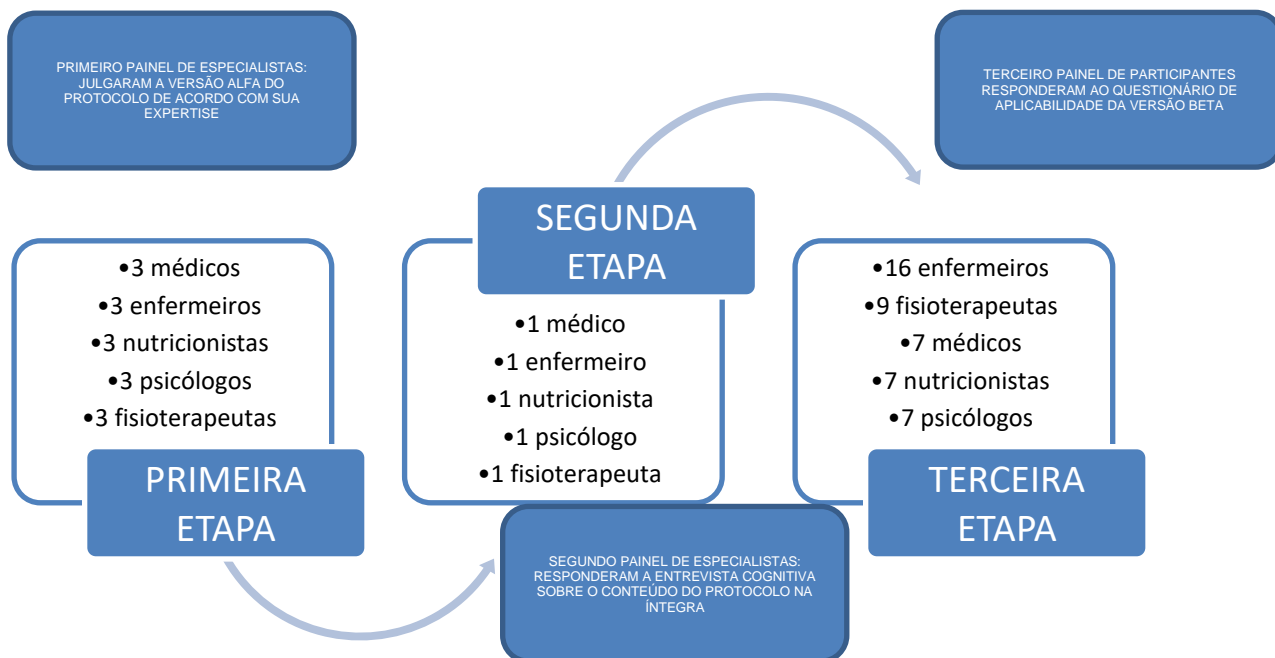 PRIMEIRO PAINEL DE ESPECIALISTAS:
JULGARAM A VERSÃO ALFA DO
PROTOCOLO DE ACORDO COM SUA
EXPERTISE
•3 médicos
•3 enfermeiros
•3 nutricionistas
•3 psicólogos
•3 fisioterapeutas
PRIMEIRA
ETAPA
SEGUNDA
ETAPA
•1 médico
•1 enfermeiro
•1 nutricionista
•1 psicólogo
•1 fisioterapeuta
SEGUNDO PAINEL DE ESPECIALISTAS:
RESPONDERAM A ENTREVISTA COGNITIVA
SOBRE O CONTEÚDO DO PROTOCOLO NA
ÍNTEGRA
TERCEIRO PAINEL DE PARTICIPANTES
RESPONDERAM AO QUESTIONÁRIO DE
APLICABILIDADE DA VERSÃO BETA
•16 enfermeiros
•9 fisioterapeutas
•7 médicos
•7 nutricionistas
•7 psicólogos
TERCEIRA
ETAPA